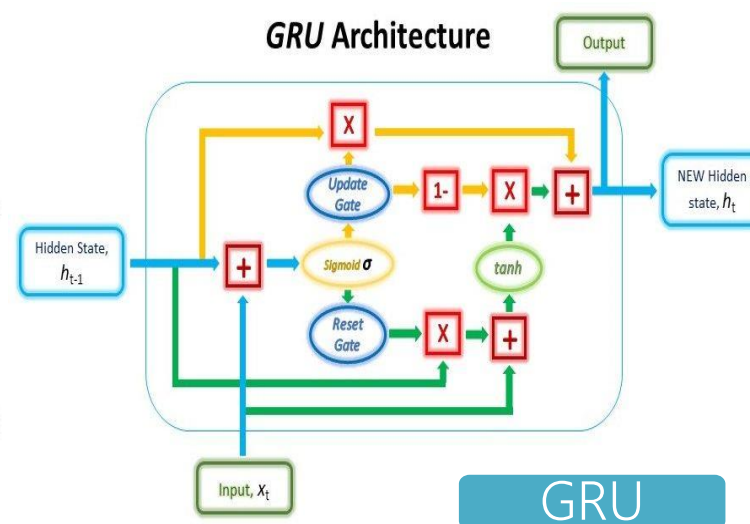 GRU Architecture
Output
X
Update
Gate
1-
X
+
NEW Hidden
state, ht
Hidden State,
ht-1
+
Sigmoid σ
tanh
Reset
Gate
X
+
Input, xt
GRU